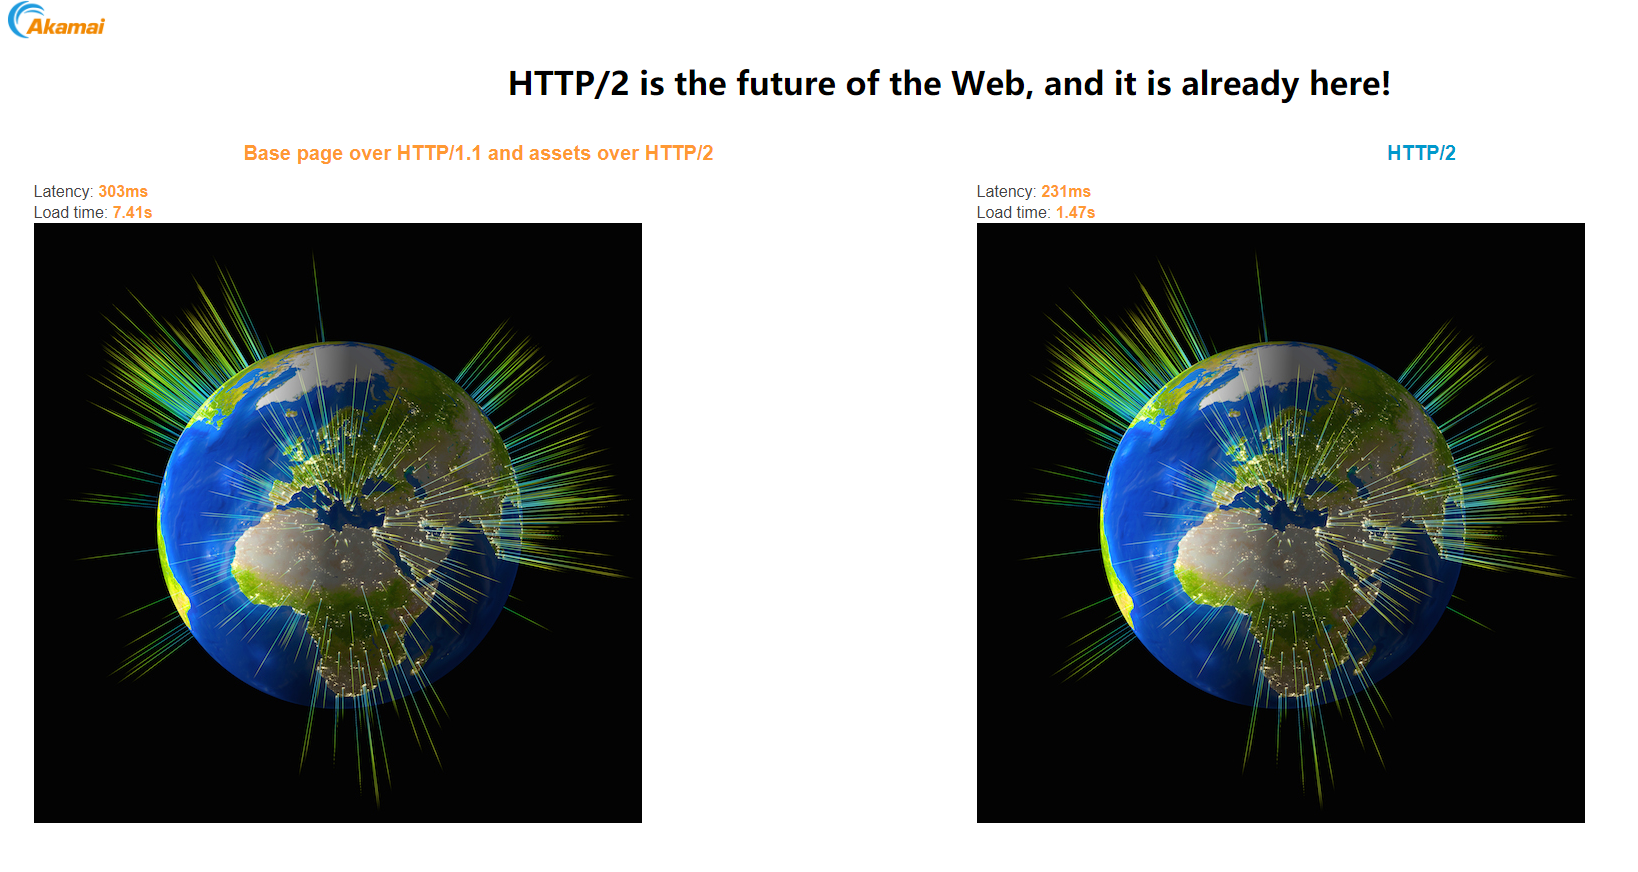 Akamai
HTTP/2 is the future of the Web, and it is already here!
Base page over HTTP/1.1 and assets over HTTP/2
Latency: 303ms
Load time: 7.41s
HTTP/2
Latency: 231ms
Load time: 1.47s